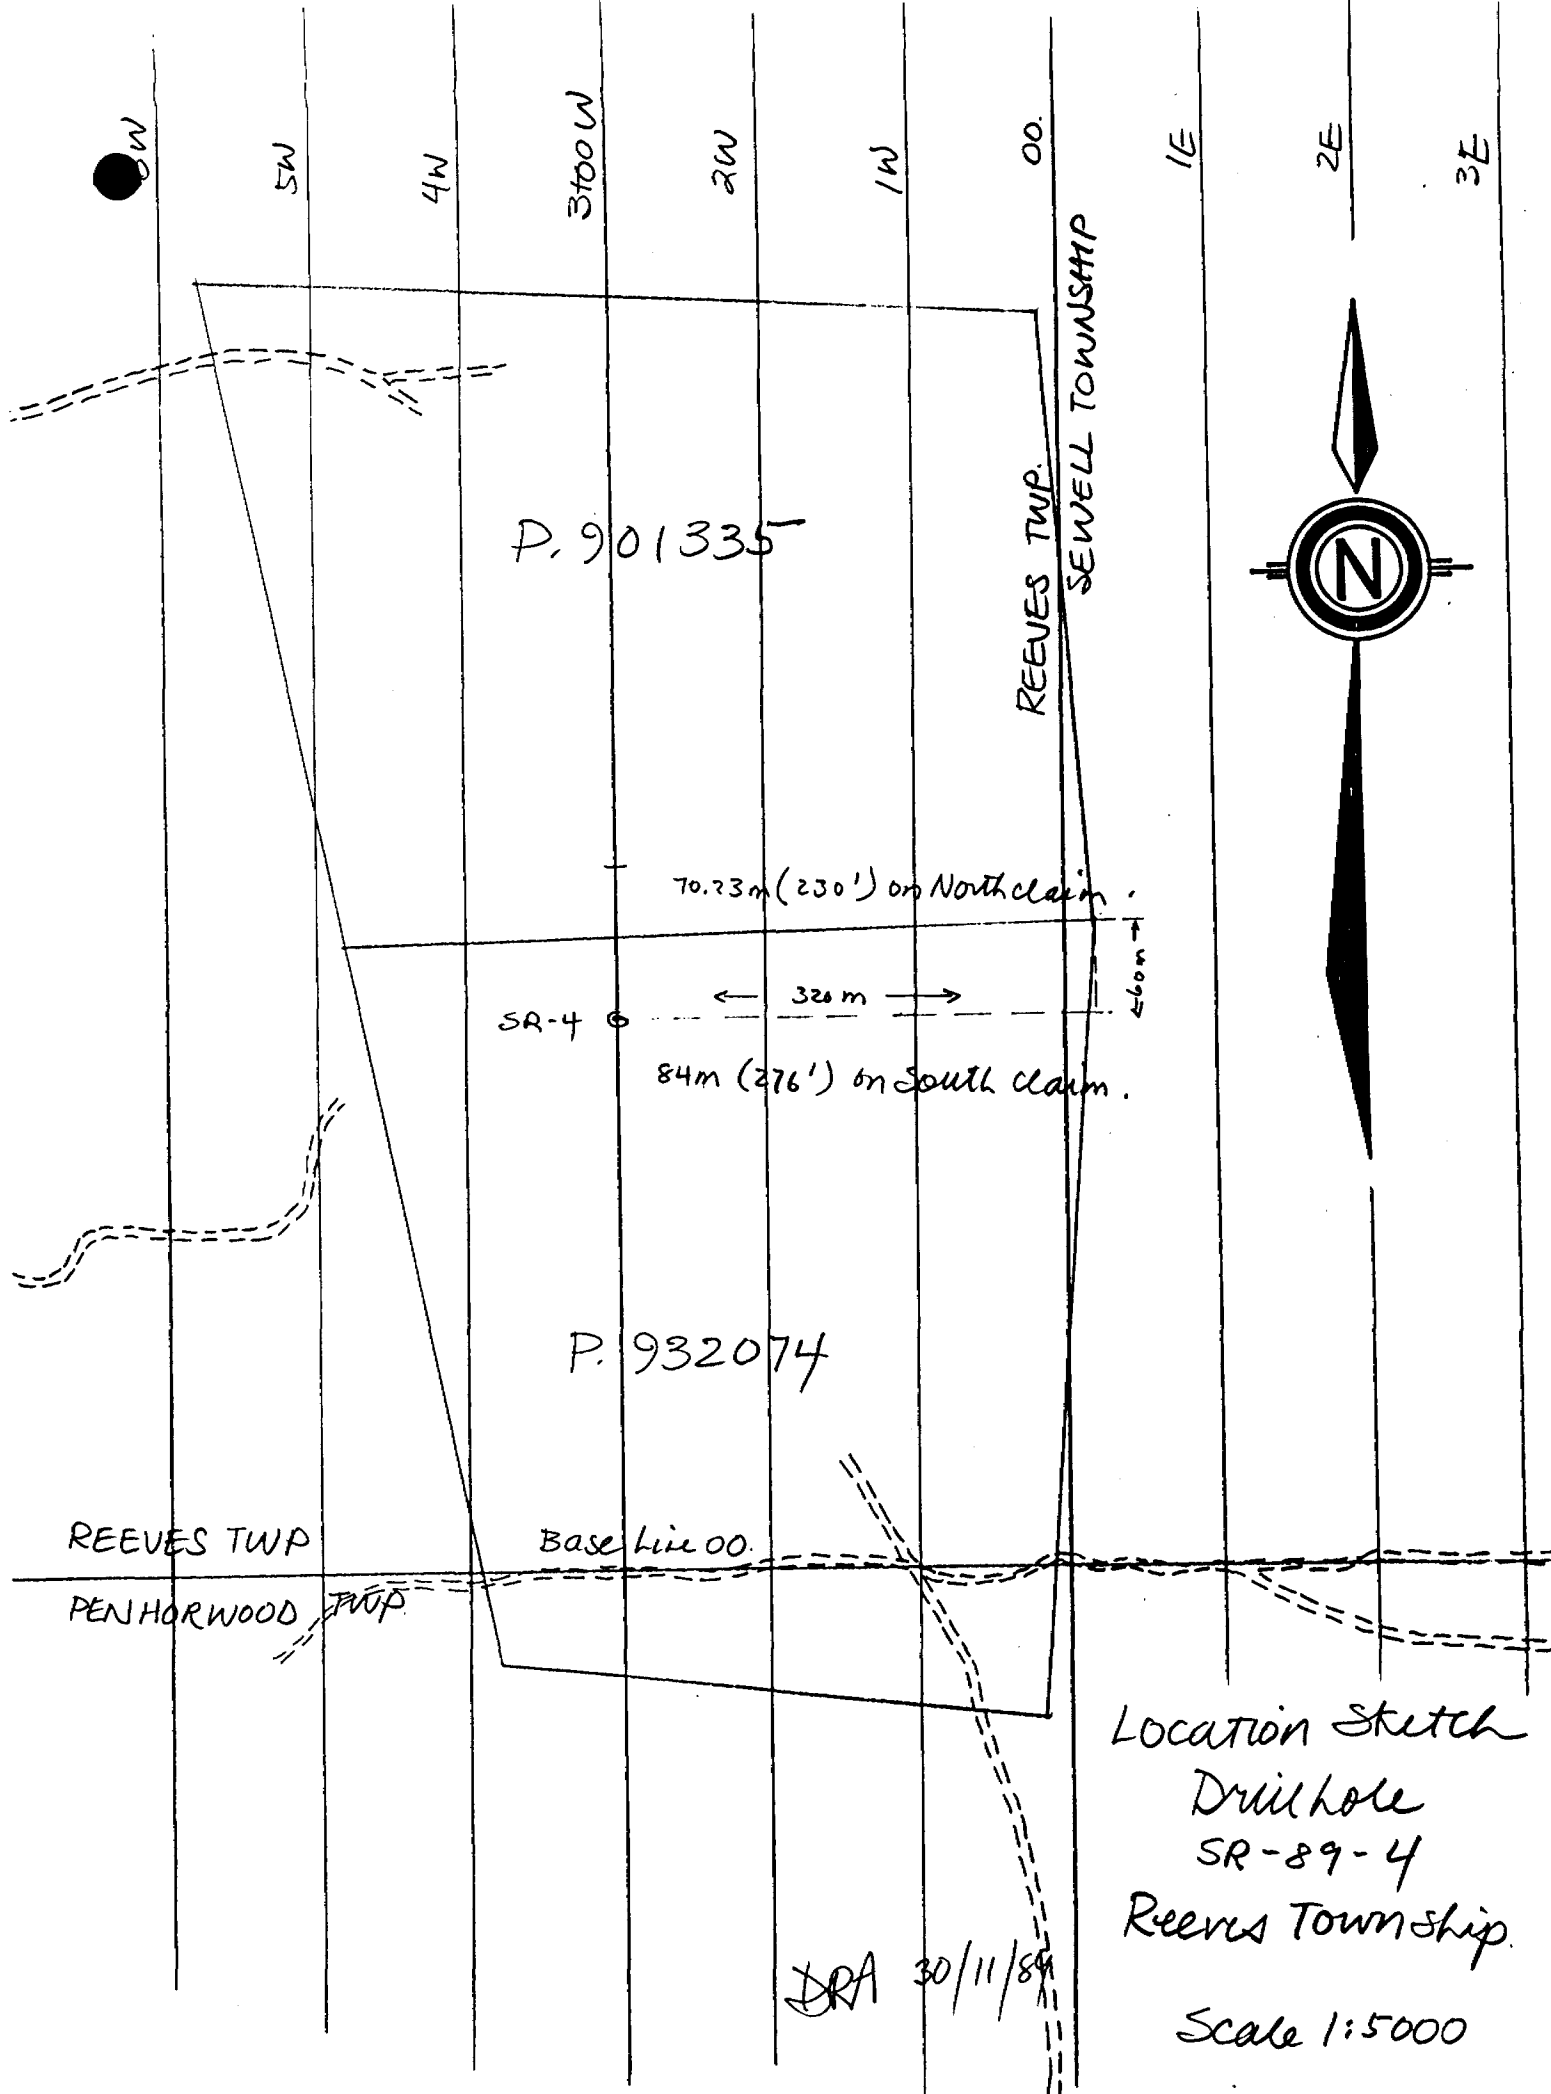 5W
4W
3+00W
2W
1W
00.
1E
2E
3E
REEVES TWP.
SEWELL TOWNSHIP
N
P. 901335
70.23m (230') on North claim.
60m
320m
SR-4
84m (276') on South claim.
P. 932074
REEVES TWP
Base Line 00.
PENHORWOOD TWP.
Location Sketch
Drill hole
SR-89-4
Reeves Township.
DRA 30/11/89
Scale 1:5000